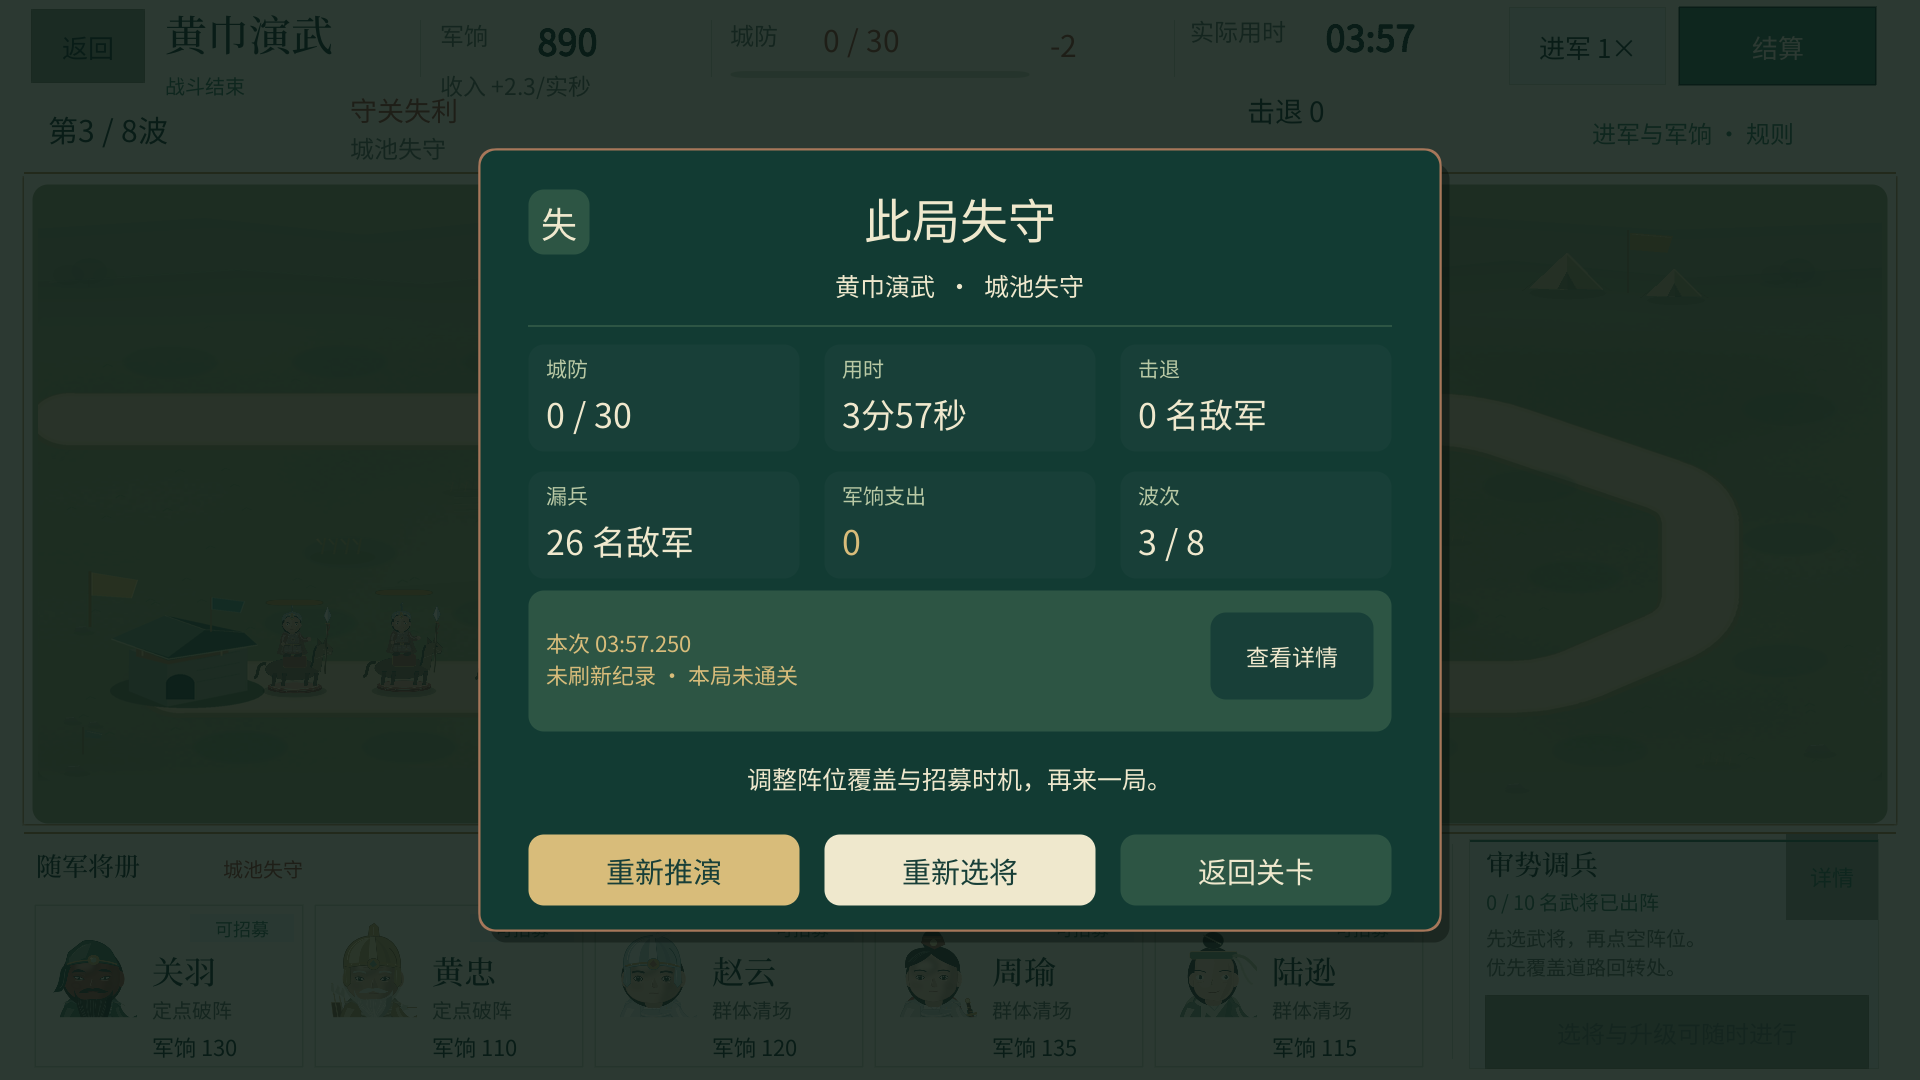 返回
黄巾演武
战斗结束
军饷 890
收入 +2.3/实秒
城防 0 / 30 -2
实际用时 03:57
进军 1×
结算
第3 / 8波
守关失利
城池失守
击退 0
进军与军饷 · 规则
失
此局失守
黄巾演武 · 城池失守
城防
0 / 30
用时
3分57秒
击退
0 名敌军
漏兵
26 名敌军
军饷支出
0
波次
3 / 8
本次 03:57.250
未刷新纪录 · 本局未通关
查看详情
调整阵位覆盖与招募时机，再来一局。
重新推演
重新选将
返回关卡
随军将册
城池失守
可招募
关羽
定点破阵
军饷 130
可招募
黄忠
定点破阵
军饷 110
可招募
赵云
群体清场
军饷 120
可招募
周瑜
群体清场
军饷 135
可招募
陆逊
群体清场
军饷 115
审势调兵
详情
0 / 10 名武将已出阵
先选武将，再点空阵位。
优先覆盖道路回转处。
选将与升级可随时进行